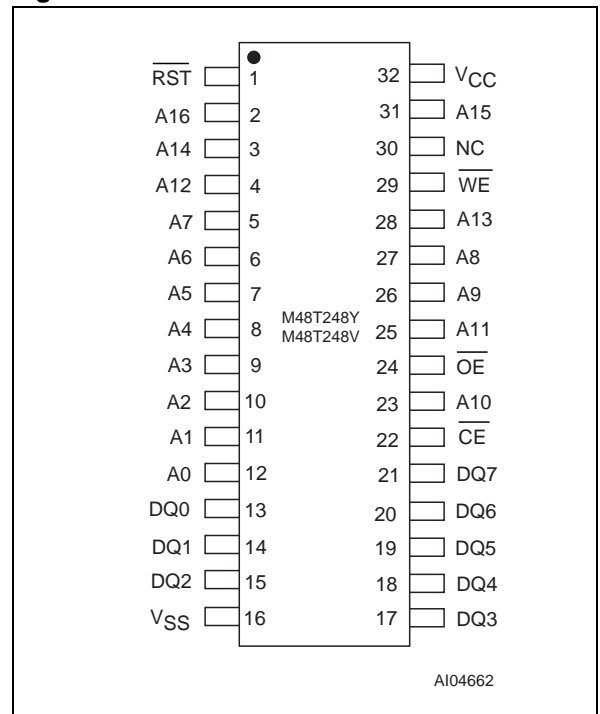 RST 1 32 VCC
A16 2 31 A15
A14 3 30 NC
A12 4 29 WE
A7 5 28 A13
A6 6 27 A8
A5 7 26 A9
M48T248Y
A4 8 M48T248V 25 A11
A3 9 24 OE
A2 10 23 A10
A1 11 22 CE
A0 12 21 DQ7
DQ0 13 20 DQ6
DQ1 14 19 DQ5
DQ2 15 18 DQ4
VSS 16 17 DQ3
AI04662